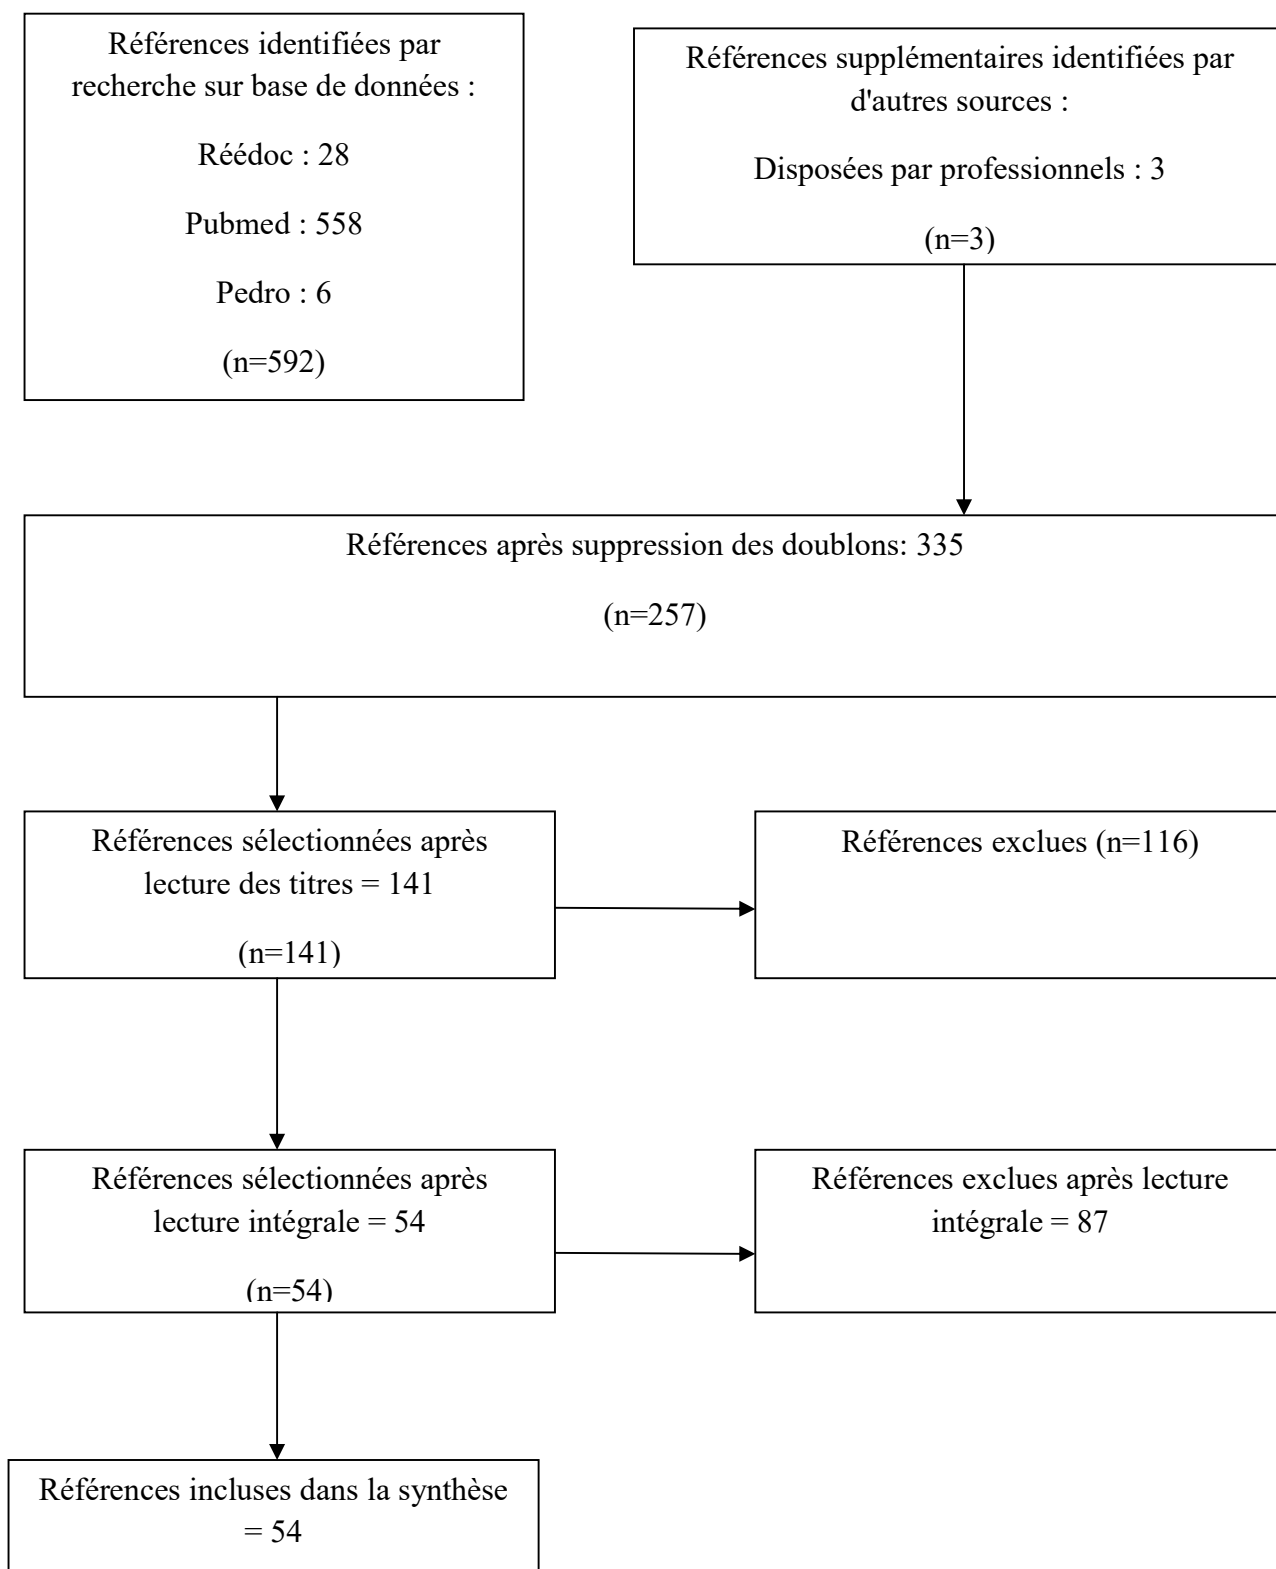 Références identifiées par
recherche sur base de données :
Réédoc : 28
Pubmed : 558
Pedro : 6
(n=592)
Références supplémentaires identifiées par
d'autres sources :
Disposées par professionnels : 3
(n=3)
Références après suppression des doublons: 335
(n=257)
Références sélectionnées après
lecture des titres = 141
(n=141)
Références exclues (n=116)
Références sélectionnées après
lecture intégrale = 54
(n=54)
Références exclues après lecture
intégrale = 87
Références incluses dans la synthèse
= 54